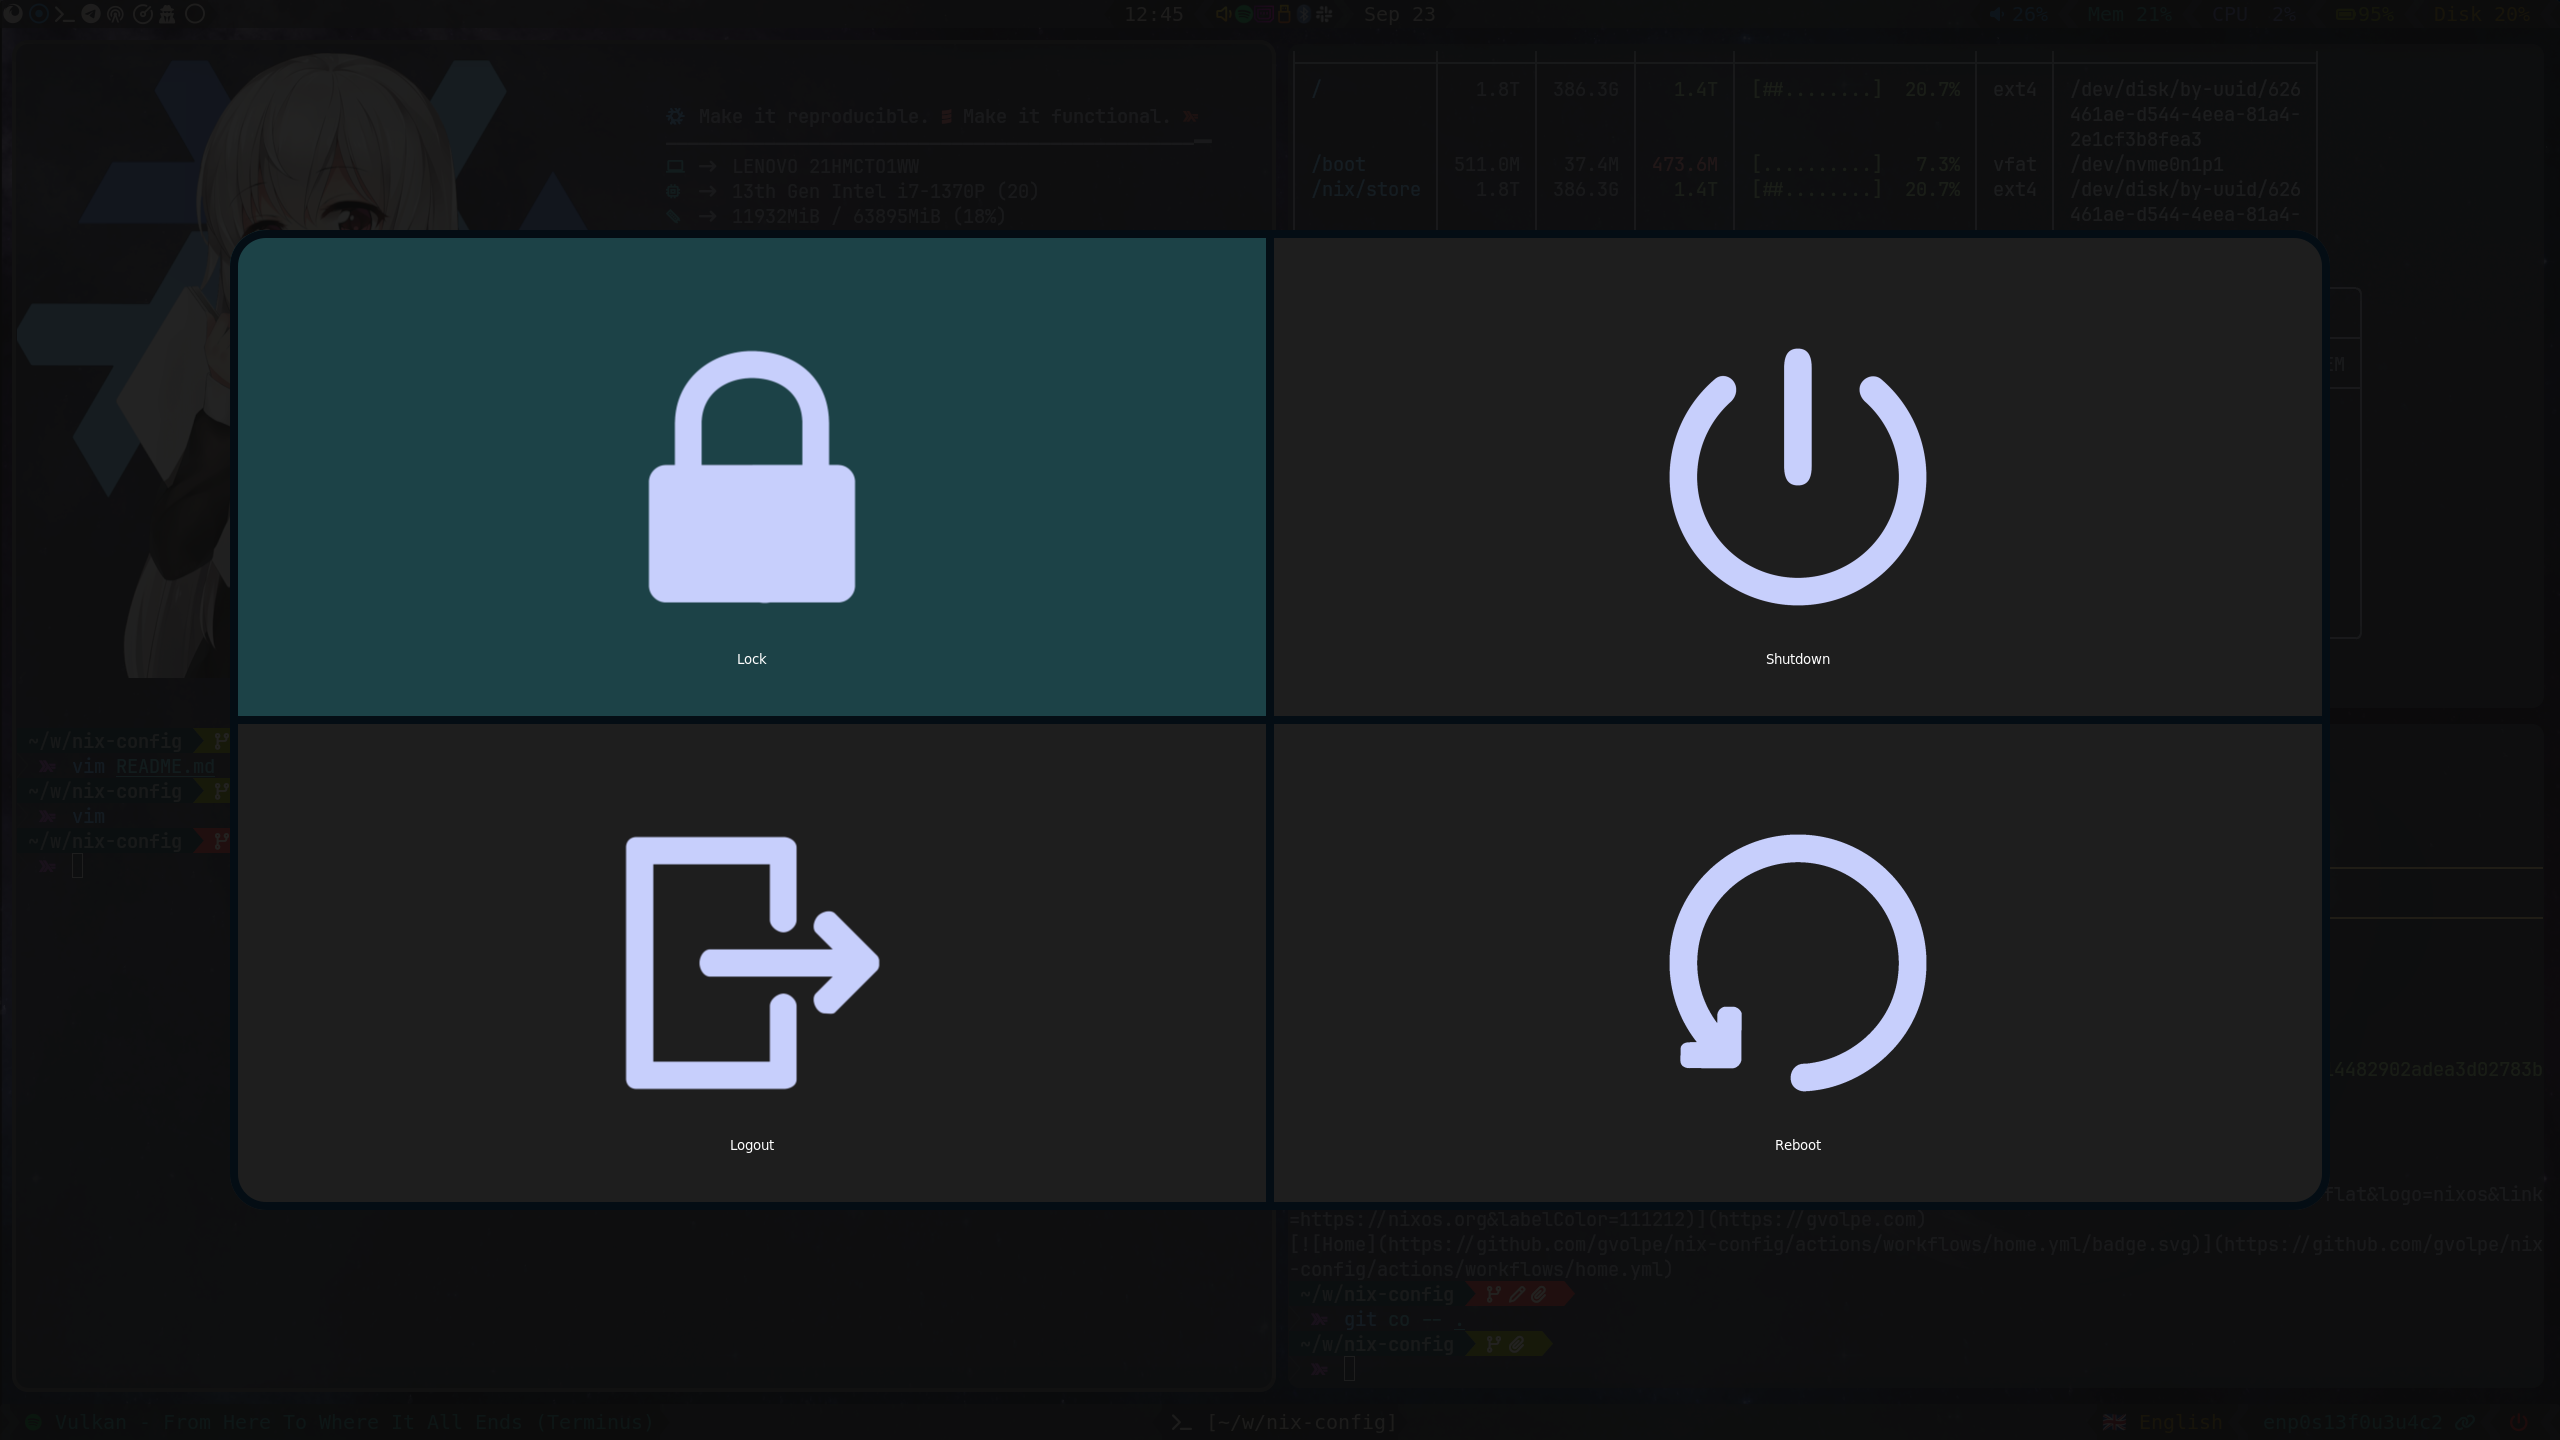 12:45
Sep 23
26%
Mem 21%
CPU 2%
95%
Disk 20%
Make it reproducible. Make it functional.
LENOVO 21HMCTO1WW
13th Gen Intel i7-1370P (20)
11932MiB / 63895MiB (18%)
/ 1.8T 386.3G 1.4T [##........] 20.7% ext4 /dev/disk/by-uuid/626
461ae-d544-4eea-81a4-
2e1cf3b8fea3
/boot 511.0M 37.4M 473.6M [..........] 7.3% vfat /dev/nvme0n1p1
/nix/store 1.8T 386.3G 1.4T [##........] 20.7% ext4 /dev/disk/by-uuid/626
461ae-d544-4eea-81a4-
Lock
Shutdown
Logout
Reboot
~/w/nix-config
vim README.md
~/w/nix-config
vim
~/w/nix-config
4482902adea3d02783b
flat&logo=nixos&link
=https://nixos.org&labelColor=111212)](https://gvolpe.com)
[![Home](https://github.com/gvolpe/nix-config/actions/workflows/home.yml/badge.svg)](https://github.com/gvolpe/nix
-config/actions/workflows/home.yml)
~/w/nix-config
git co -- .
~/w/nix-config
Vulkan - From Here To Where It All Ends (Terminus)
[~/w/nix-config]
English
enp0s13f0u3u4c2